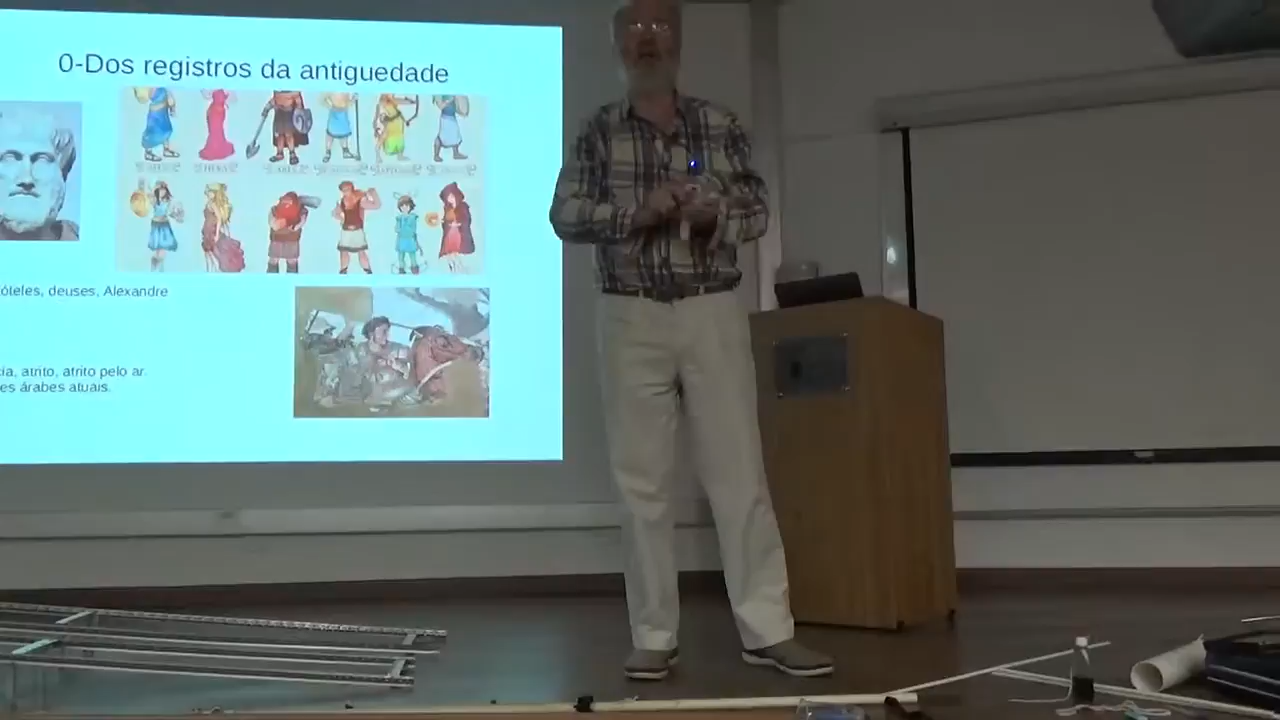 0-Dos registros da antiguedade
óteles, deuses, Alexandre
ia, atrito, atrito pelo ar.
es árabes atuais.